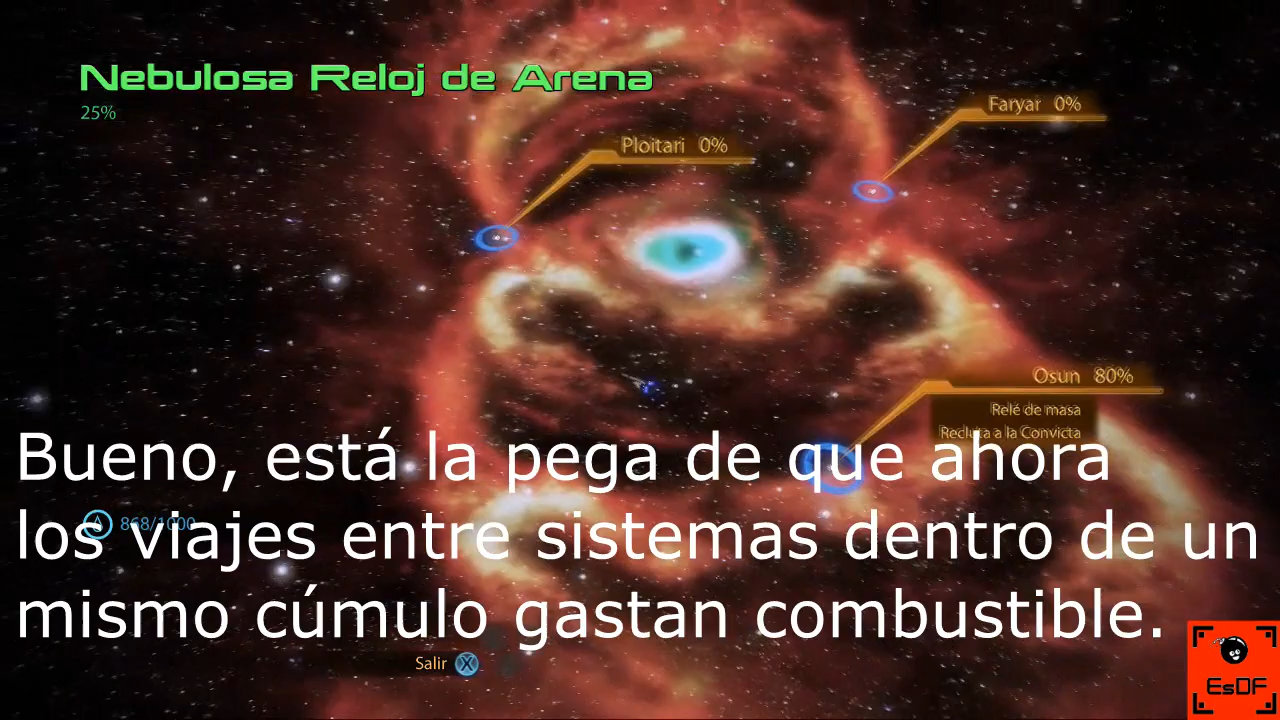 Nebulosa Reloj de Arena
25%
Faryar 0%
Ploitari 0%
Osun 80%
Relé de masa
Recluta a la Convicta
Bueno, está la pega de que ahora
868/1000
los viajes entre sistemas dentro de un
mismo cúmulo gastan combustible.
Salir X
EsDF